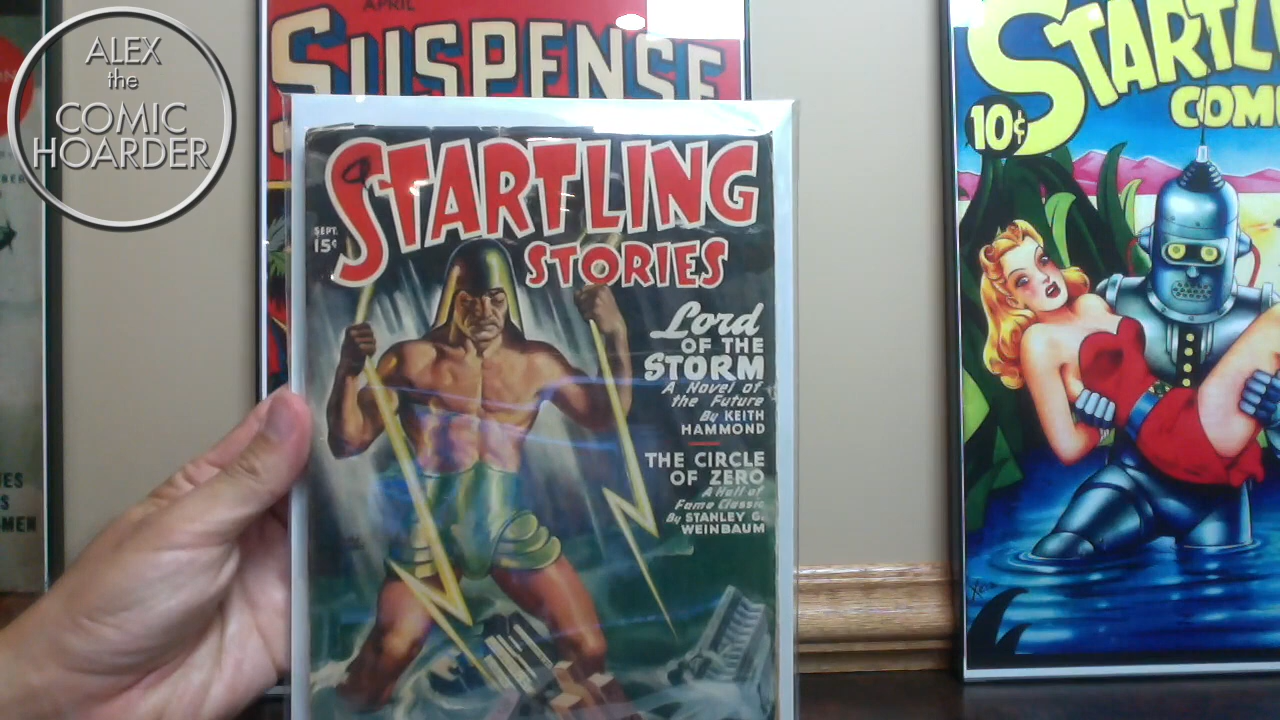 ALEX
the
COMIC
HOARDER
APRIL
SUSPENSE
STARTLING
STORIES
SEPT.
15¢
Lord
OF THE
STORM
A Novel of
the Future
By KEITH
HAMMOND
THE CIRCLE
OF ZERO
A Hall of
Fame Classic
By STANLEY G.
WEINBAUM
STARTL
COM
10¢
MEN